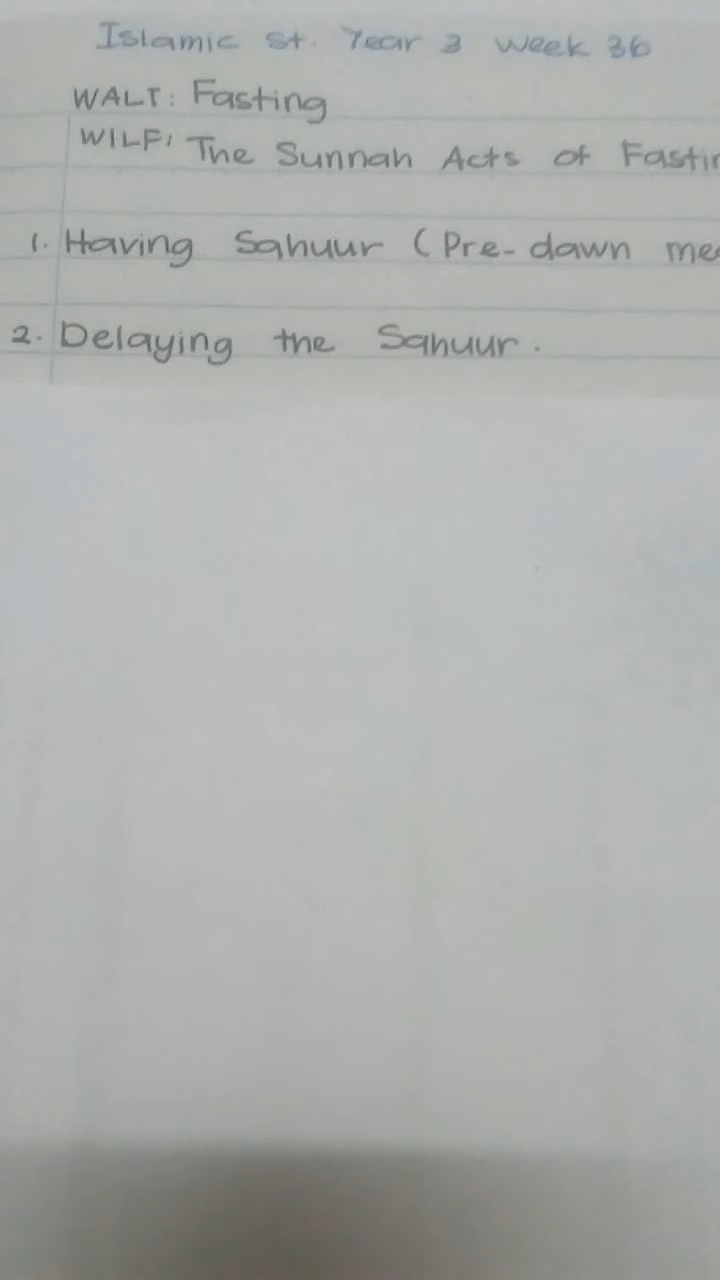 Islamic St. Year 3 Week 36
WALT: Fasting
WILF: The Sunnah Acts of Fastin
1. Having Sahuur (Pre-dawn mea
2. Delaying the Sahuur.